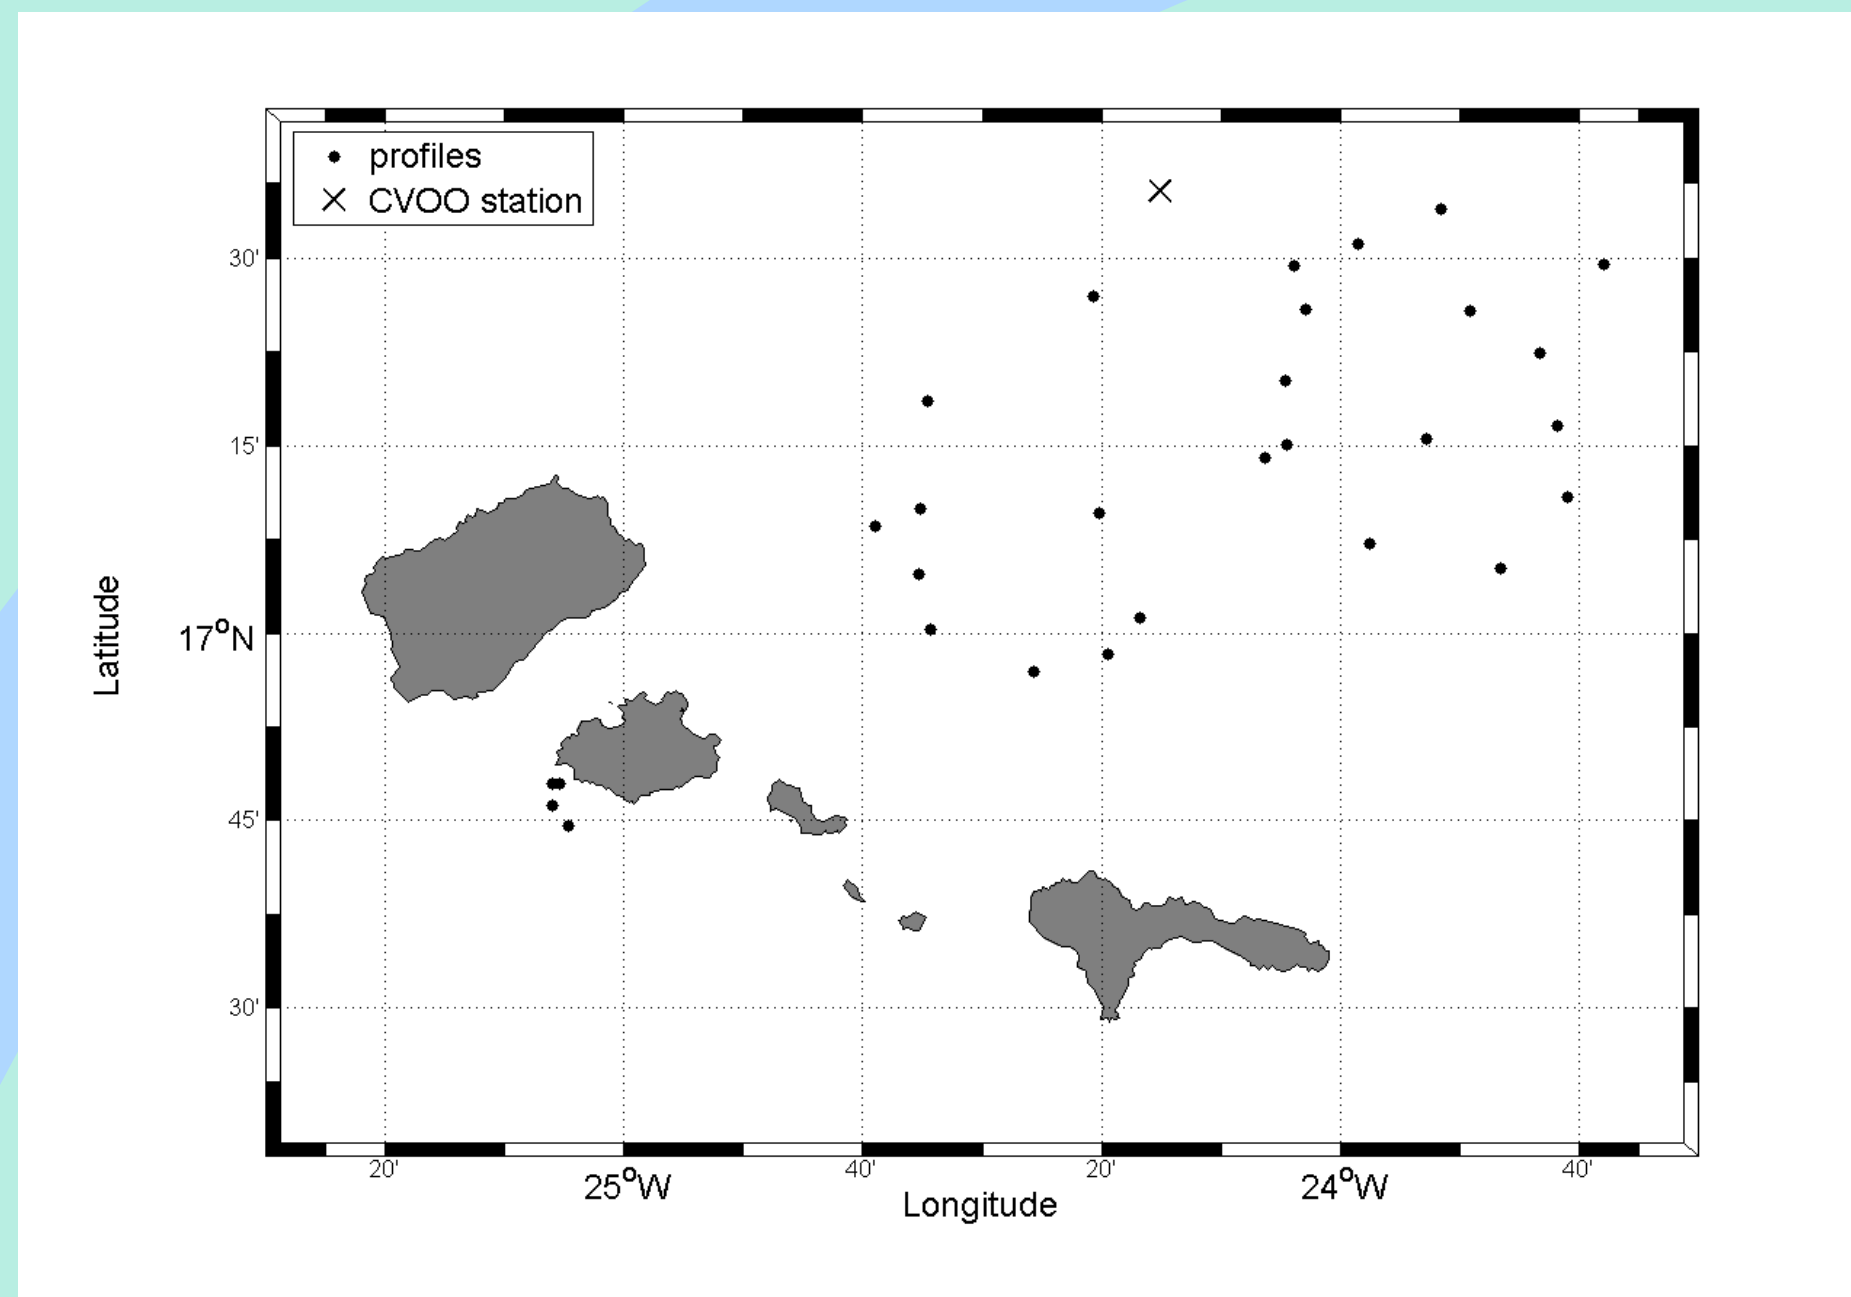 profiles
CVOO station
30'
15'
17°N
45'
30'
Latitude
20'
25°W
40'
20'
24°W
40'
Longitude